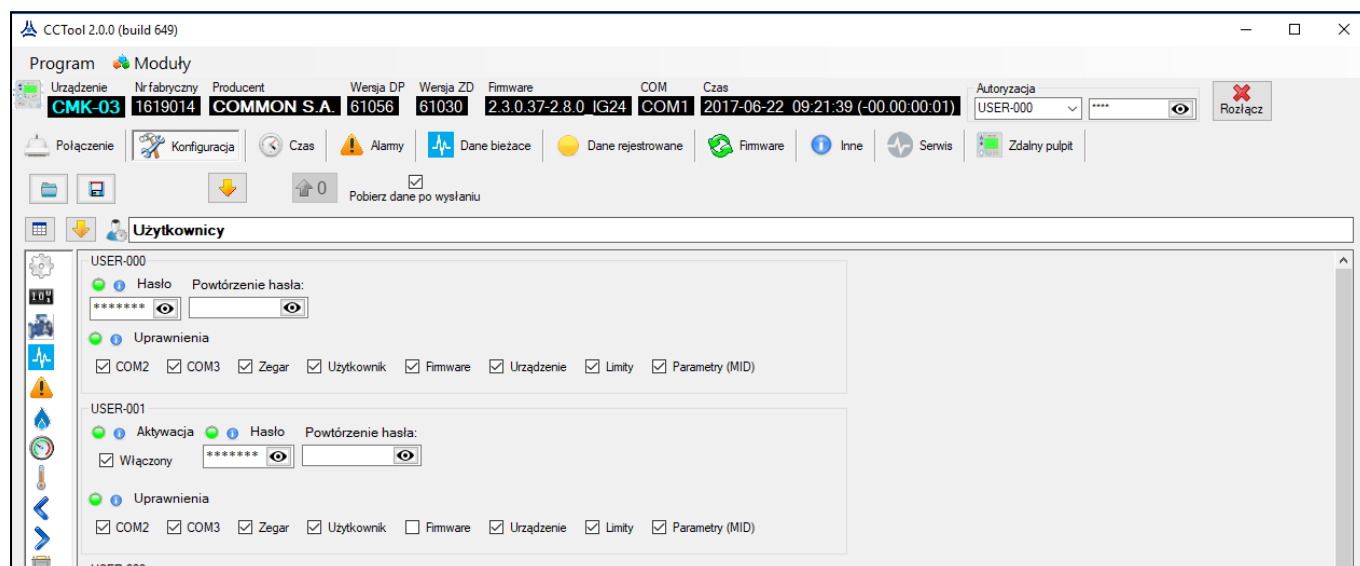 CCTool 2.0.0 (build 649)
Program Moduły
Urządzenie Nr fabryczny Producent Wersja DP Wersja ZD Firmware COM Czas Autoryzacja
CMK-03 1619014 COMMON S.A. 61056 61030 2.3.0.37-2.8.0_IG24 COM1 2017-06-22 09:21:39 (-00.00:00:01) USER-000 **** Rozłącz
Połączenie Konfiguracja Czas Alarmy Dane bieżace Dane rejestrowane Firmware Inne Serwis Zdalny pulpit
0 Pobierz dane po wysłaniu
Użytkownicy
USER-000
Hasło Powtórzenie hasła:
*******
Uprawnienia
COM2 COM3 Zegar Użytkownik Firmware Urządzenie Limity Parametry (MID)
USER-001
Aktywacja Hasło Powtórzenie hasła:
Włączony *******
Uprawnienia
COM2 COM3 Zegar Użytkownik Firmware Urządzenie Limity Parametry (MID)